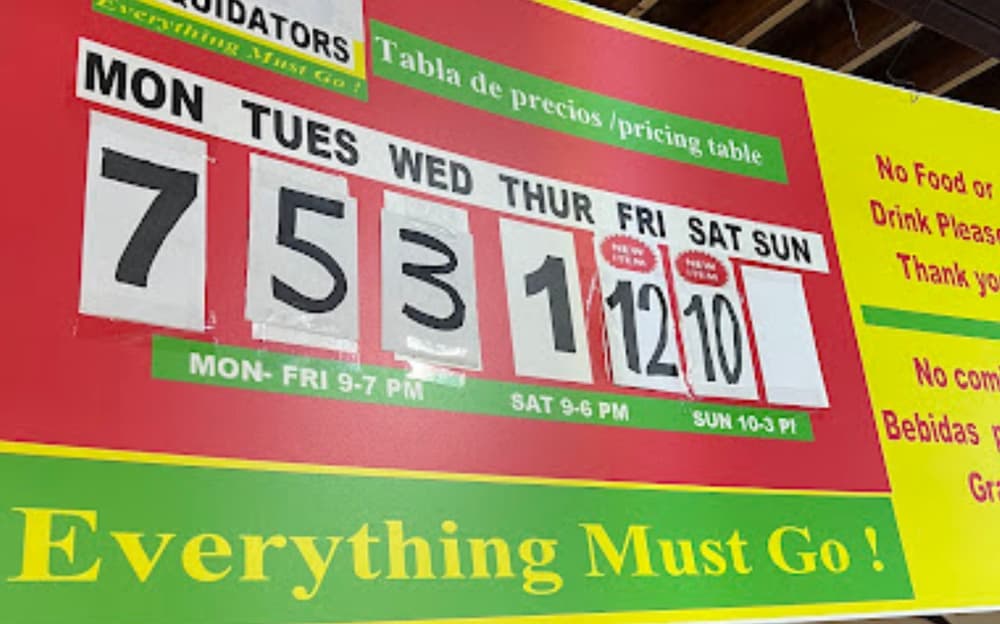 LIQUIDATORS
Everything Must Go !
Tabla de precios /pricing table
MON TUES WED THUR FRI SAT SUN
NEW ITEM NEW ITEM
7 5 3 1 12 10
MON- FRI 9-7 PM SAT 9-6 PM SUN 10-3 P
Everything Must Go !
No Food or
Drink Please
Thank yo
No comi
Bebidas
Gra